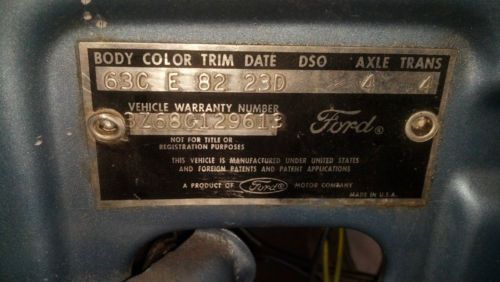 BODY COLOR TRIM DATE DSO AXLE TRANS
63C E 82 23D 4 4
VEHICLE WARRANTY NUMBER
3Z68G129613 Ford®
NOT FOR TITLE OR
REGISTRATION PURPOSES
THIS VEHICLE IS MANUFACTURED UNDER UNITED STATES
AND FOREIGN PATENTS AND PATENT APPLICATIONS
A PRODUCT OF Ford® MOTOR COMPANY
MADE IN U.S.A.